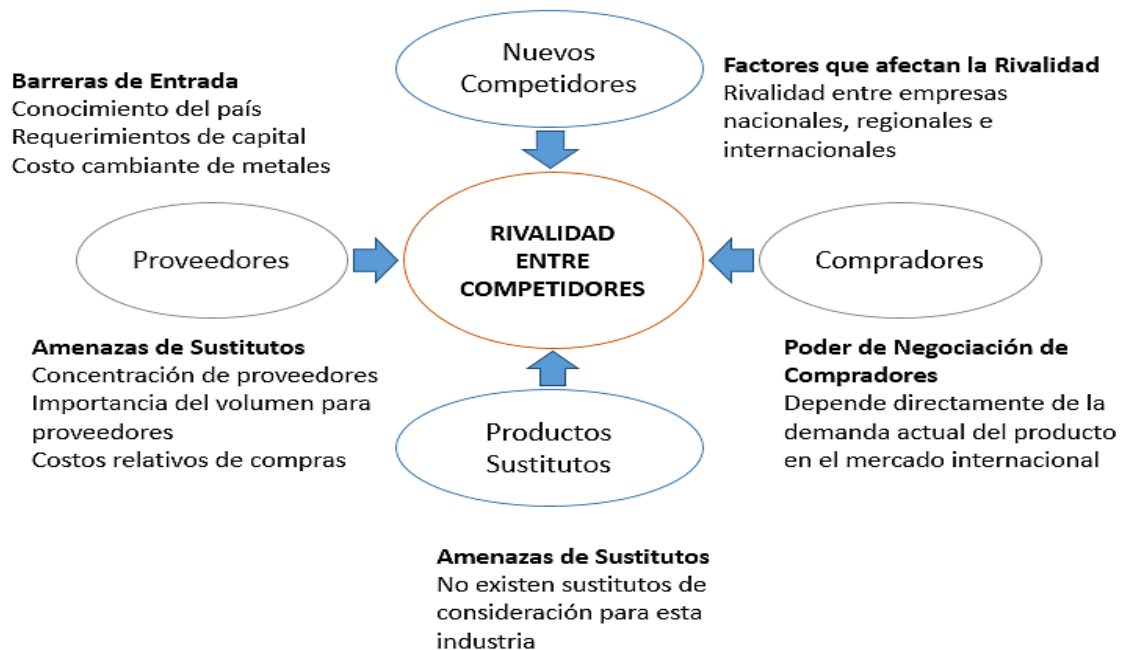 Nuevos
Competidores
Barreras de Entrada
Conocimiento del país
Requerimientos de capital
Costo cambiante de metales
Factores que afectan la Rivalidad
Rivalidad entre empresas
nacionales, regionales e
internacionales
Proveedores
RIVALIDAD
ENTRE
COMPETIDORES
Compradores
Amenazas de Sustitutos
Concentración de proveedores
Importancia del volumen para
proveedores
Costos relativos de compras
Productos
Sustitutos
Poder de Negociación de
Compradores
Depende directamente de la
demanda actual del producto
en el mercado internacional
Amenazas de Sustitutos
No existen sustitutos de
consideración para esta
industria